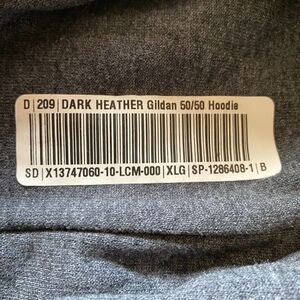 D | 209 | DARK HEATHER Gildan 50/50 Hoodie
SD | X13747060-10-LCM-000 | XLG | SP-1286408-1 | B